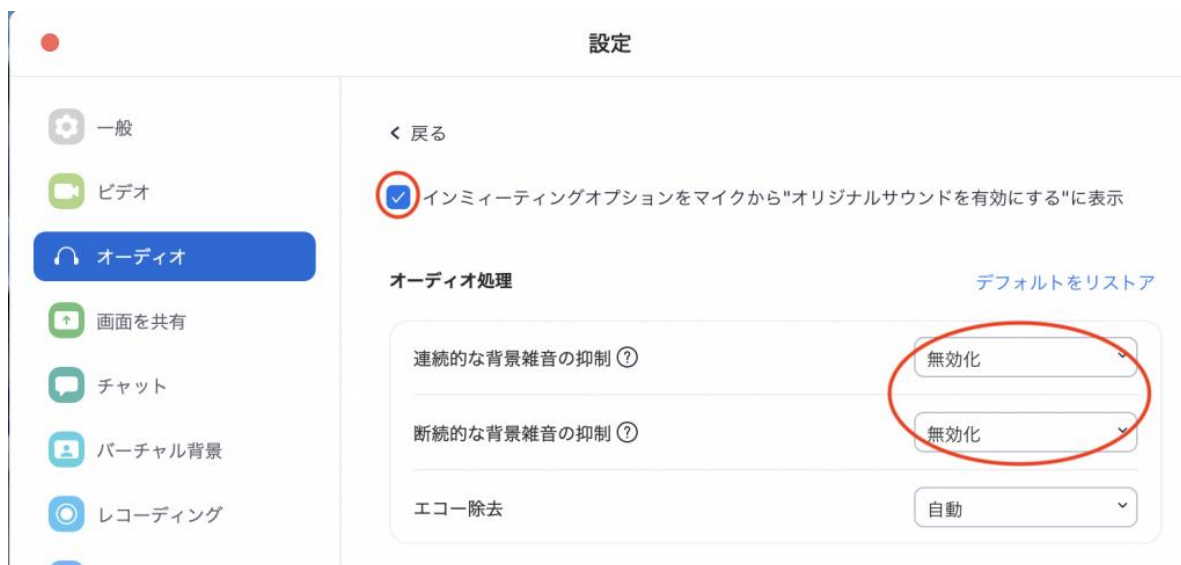 設定
一般
ビデオ
オーディオ
画面を共有
チャット
バーチャル背景
レコーディング
戻る
インミィーティングオプションをマイクから"オリジナルサウンドを有効にする"に表示
オーディオ処理
デフォルトをリストア
連続的な背景雑音の抑制 ?
無効化
断続的な背景雑音の抑制 ?
無効化
エコー除去
自動